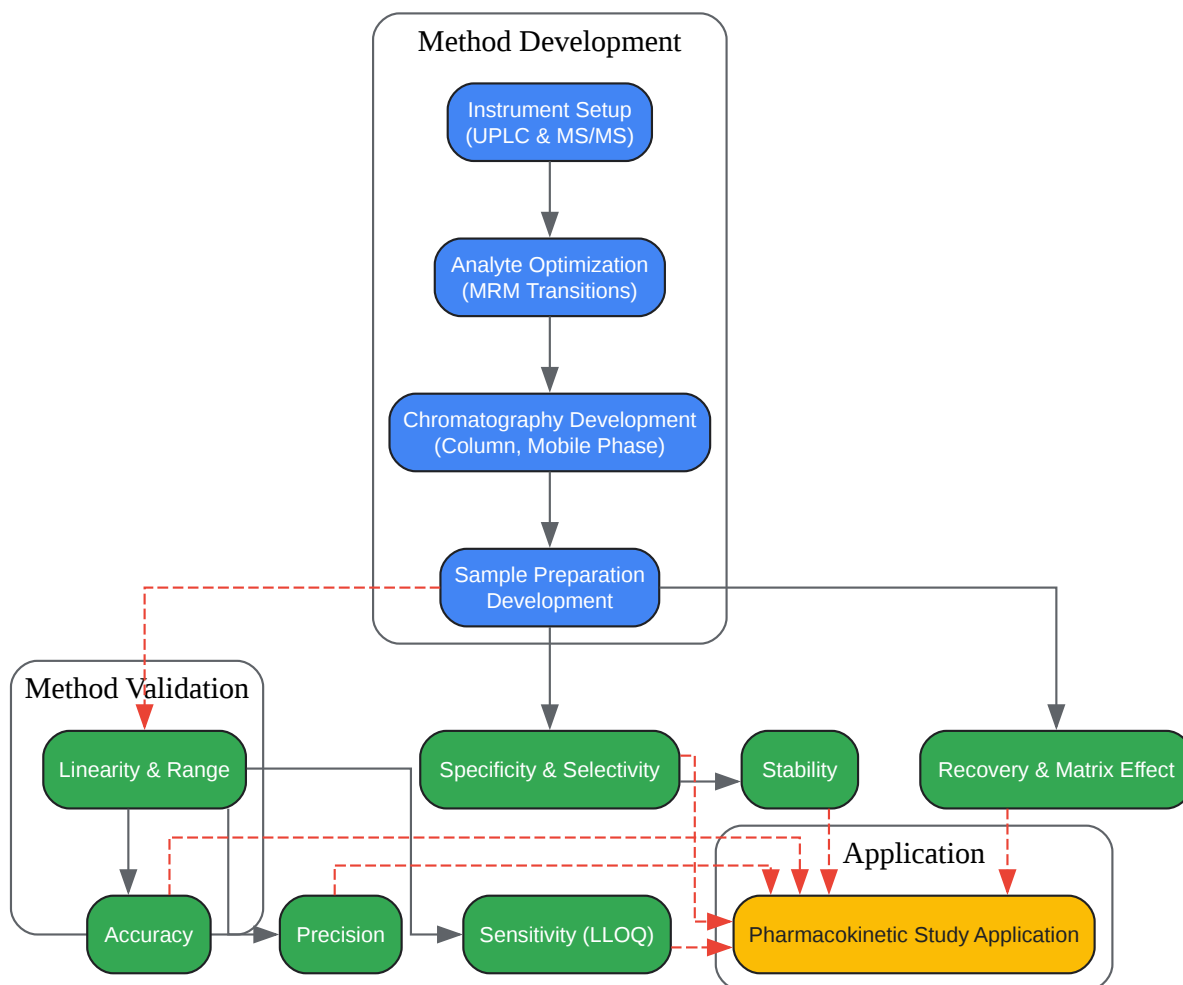 Method Development
Instrument Setup
(UPLC & MS/MS)
Analyte Optimization
(MRM Transitions)
Chromatography Development
(Column, Mobile Phase)
Sample Preparation
Development
Method Validation
Linearity & Range
Specificity & Selectivity
Stability
Recovery & Matrix Effect
Application
Accuracy
Precision
Sensitivity (LLOQ)
Pharmacokinetic Study Application